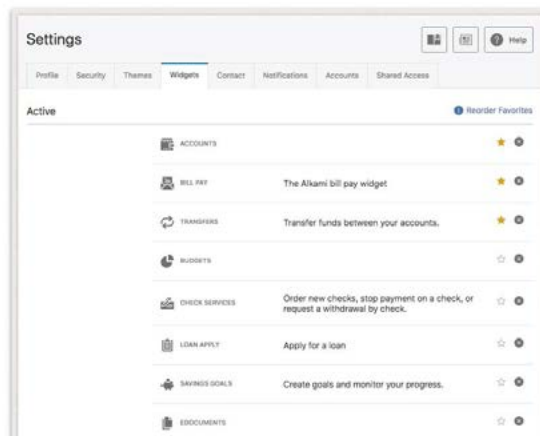 Settings
Help
Profile Security Themes Widgets Contact Notifications Accounts Shared Access
Active
Reorder Favorites
ACCOUNTS
BILL PAY The Alkami bill pay widget
TRANSFERS Transfer funds between your accounts.
BUDGETS
CHECK SERVICES Order new checks, stop payment on a check, or
request a withdrawal by check.
LOAN APPLY Apply for a loan
SAVINGS GOALS Create goals and monitor your progress.
EDOCUMENTS